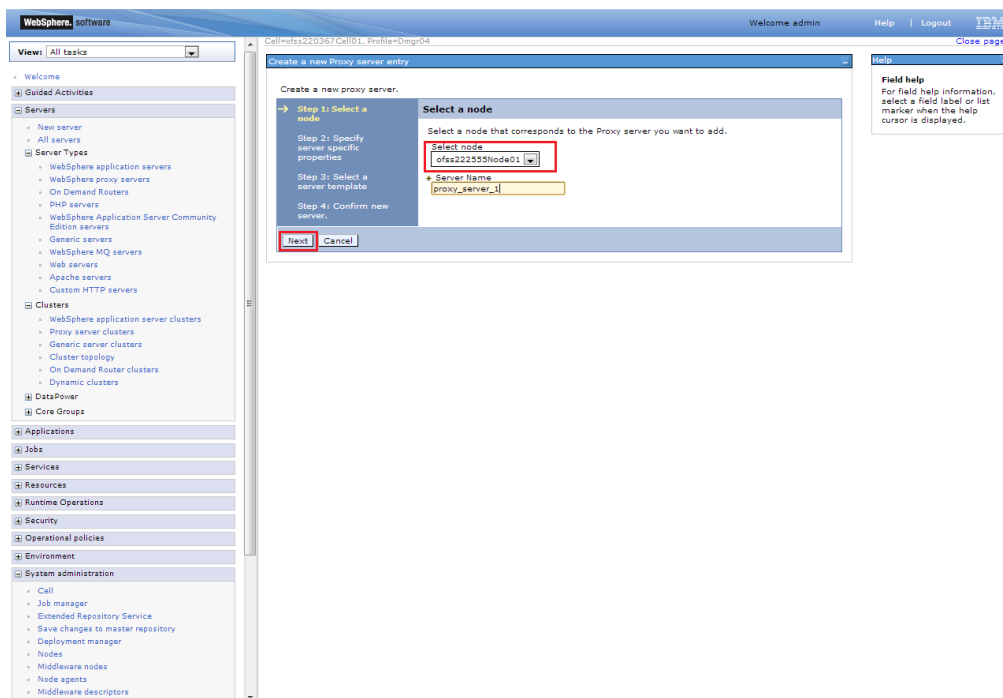 WebSphere. software
Welcome admin
Help | Logout
IBM
View: All tasks
Cell=ofss220367Cell01, Profile=Dmgr04
Close page
Welcome
Guided Activities
Servers
New server
All servers
Server Types
WebSphere application servers
WebSphere proxy servers
On Demand Routers
PHP servers
WebSphere Application Server Community
Edition servers
Generic servers
WebSphere MQ servers
Web servers
Apache servers
Custom HTTP servers
Clusters
WebSphere application server clusters
Proxy server clusters
Generic server clusters
Cluster topology
On Demand Router clusters
Dynamic clusters
DataPower
Core Groups
Applications
Jobs
Services
Resources
Runtime Operations
Security
Operational policies
Environment
System administration
Cell
Job manager
Extended Repository Service
Save changes to master repository
Deployment manager
Nodes
Middleware nodes
Node agents
Middleware descriptors
Create a new Proxy server entry
Create a new proxy server.
Step 1: Select a
node
Step 2: Specify
server specific
properties
Step 3: Select a
server template
Step 4: Confirm new
server.
Select a node
Select a node that corresponds to the Proxy server you want to add.
Select node
ofss222555Node01
* Server Name
proxy_server_1
Next
Cancel
Help
Field help
For field help information,
select a field label or list
marker when the help
cursor is displayed.